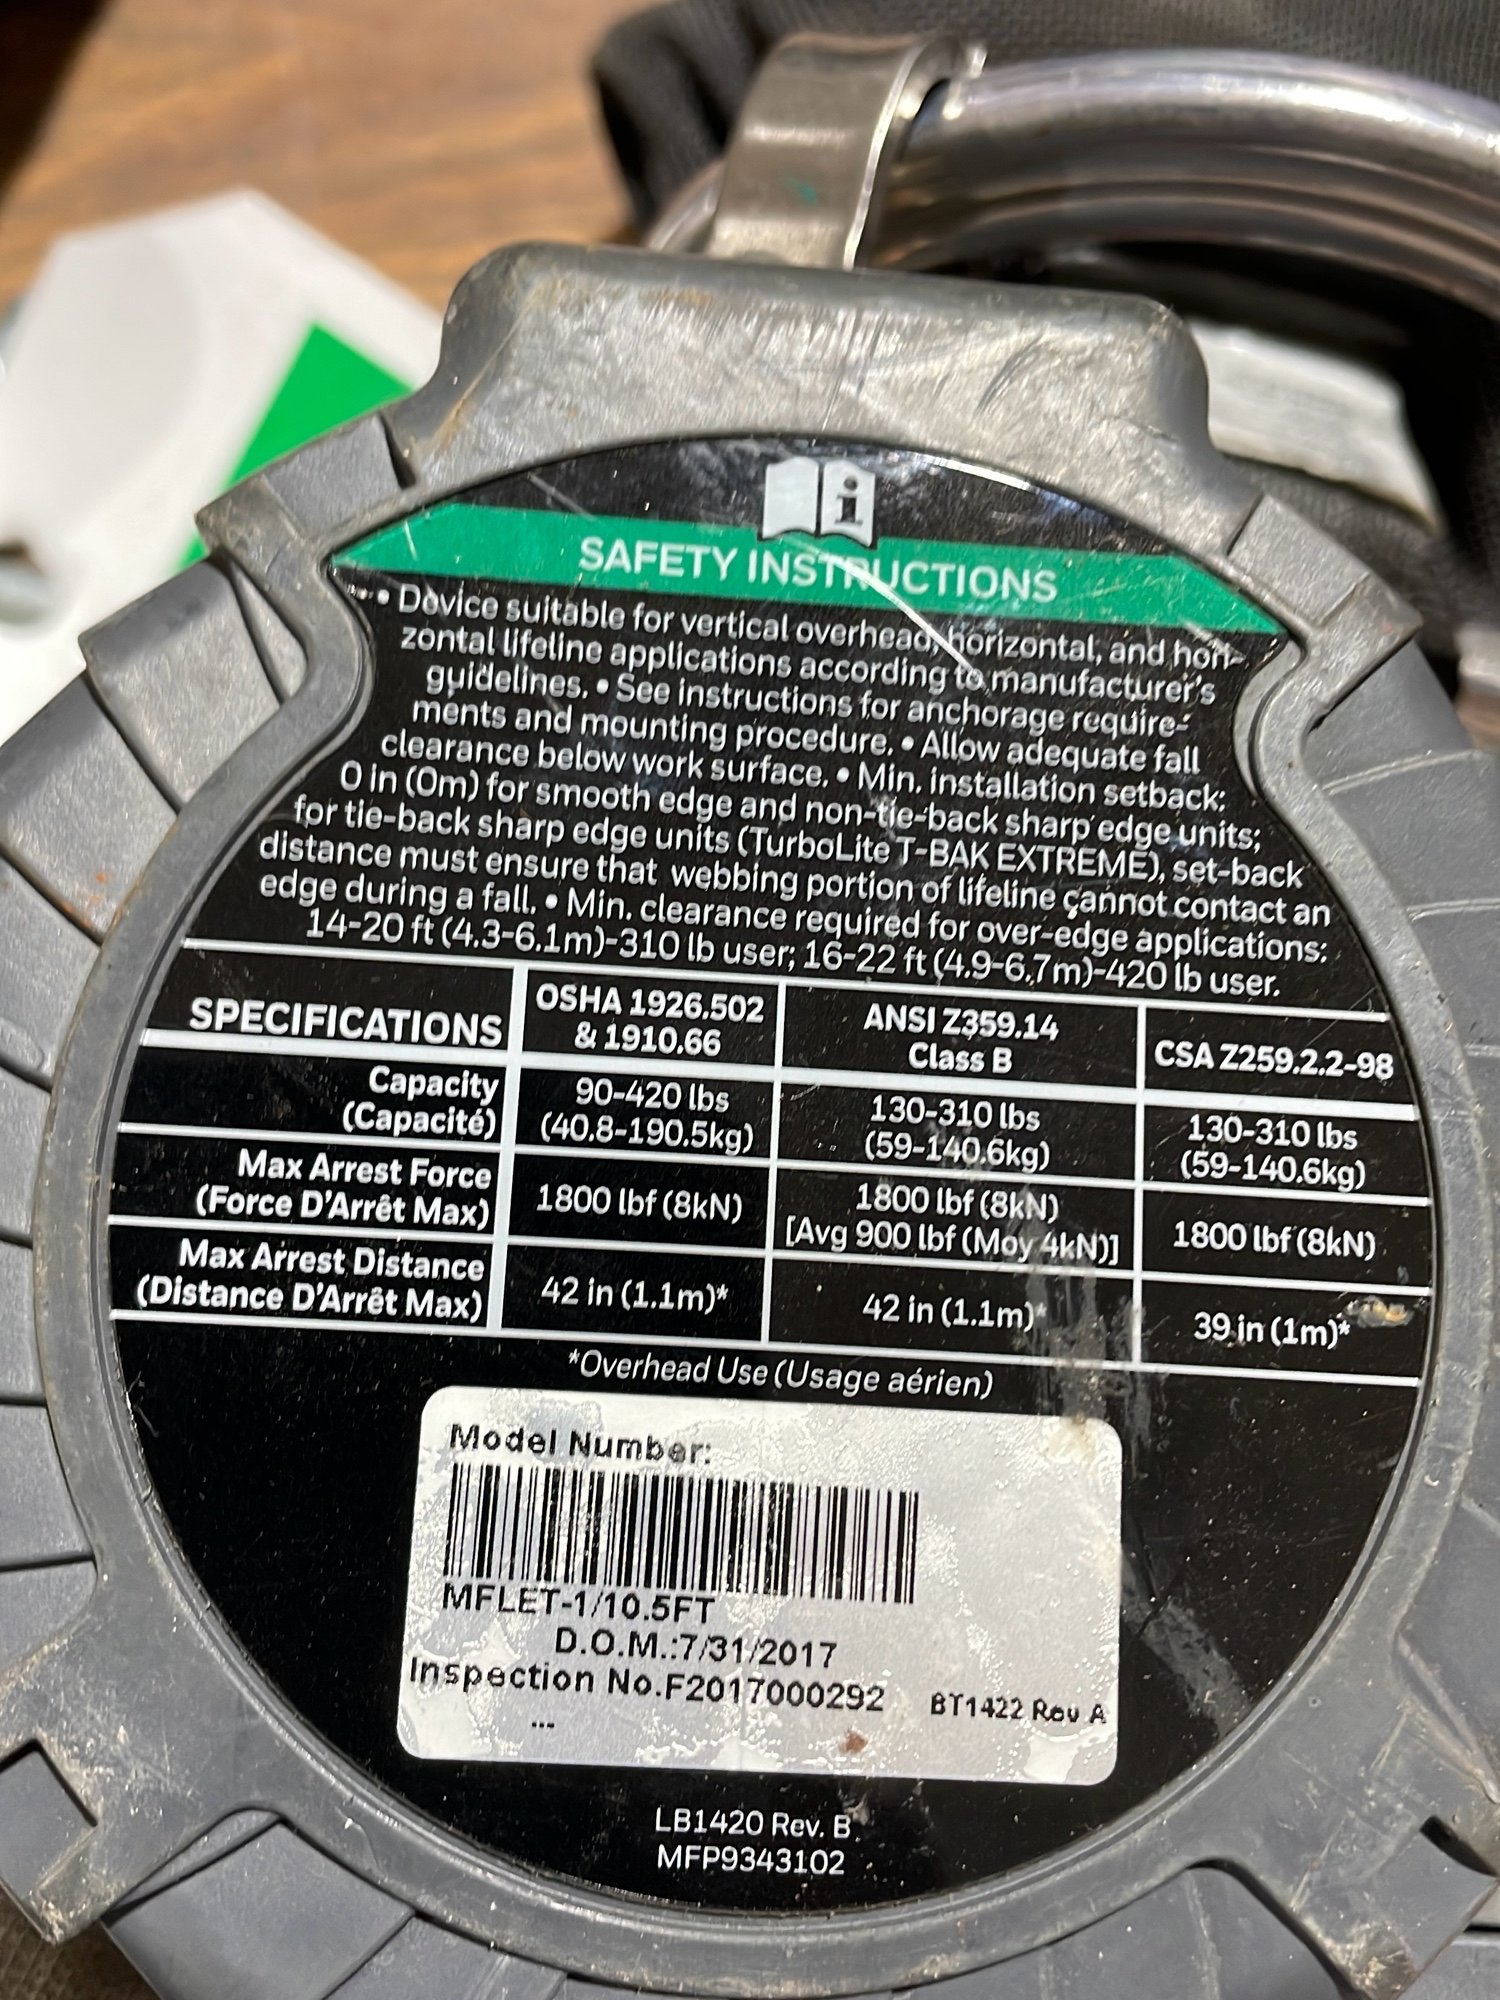 i
SAFETY INSTRUCTIONS
• Device suitable for vertical overhead, horizontal, and hori-
zontal lifeline applications according to manufacturer's
guidelines. • See instructions for anchorage require-
ments and mounting procedure. • Allow adequate fall
clearance below work surface. • Min. installation setback:
0 in (0m) for smooth edge and non-tie-back sharp edge units;
for tie-back sharp edge units (TurboLite T-BAK EXTREME), set-back
distance must ensure that webbing portion of lifeline cannot contact an
edge during a fall. • Min. clearance required for over-edge applications:
14-20 ft (4.3-6.1m)-310 lb user; 16-22 ft (4.9-6.7m)-420 lb user.
SPECIFICATIONS OSHA 1926.502 & 1910.66 ANSI Z359.14 Class B CSA Z259.2.2-98
Capacity (Capacité) 90-420 lbs (40.8-190.5kg) 130-310 lbs (59-140.6kg) 130-310 lbs (59-140.6kg)
Max Arrest Force (Force D'Arrêt Max) 1800 lbf (8kN) 1800 lbf (8kN) [Avg 900 lbf (Moy 4kN)] 1800 lbf (8kN)
Max Arrest Distance (Distance D'Arrêt Max) 42 in (1.1m)* 42 in (1.1m)* 39 in (1m)*
*Overhead Use (Usage aérien)
Model Number:
MFLET-1/10.5FT
D.O.M.:7/31/2017
Inspection No.F2017000292 BT1422 Rev A
...
LB1420 Rev. B
MFP9343102